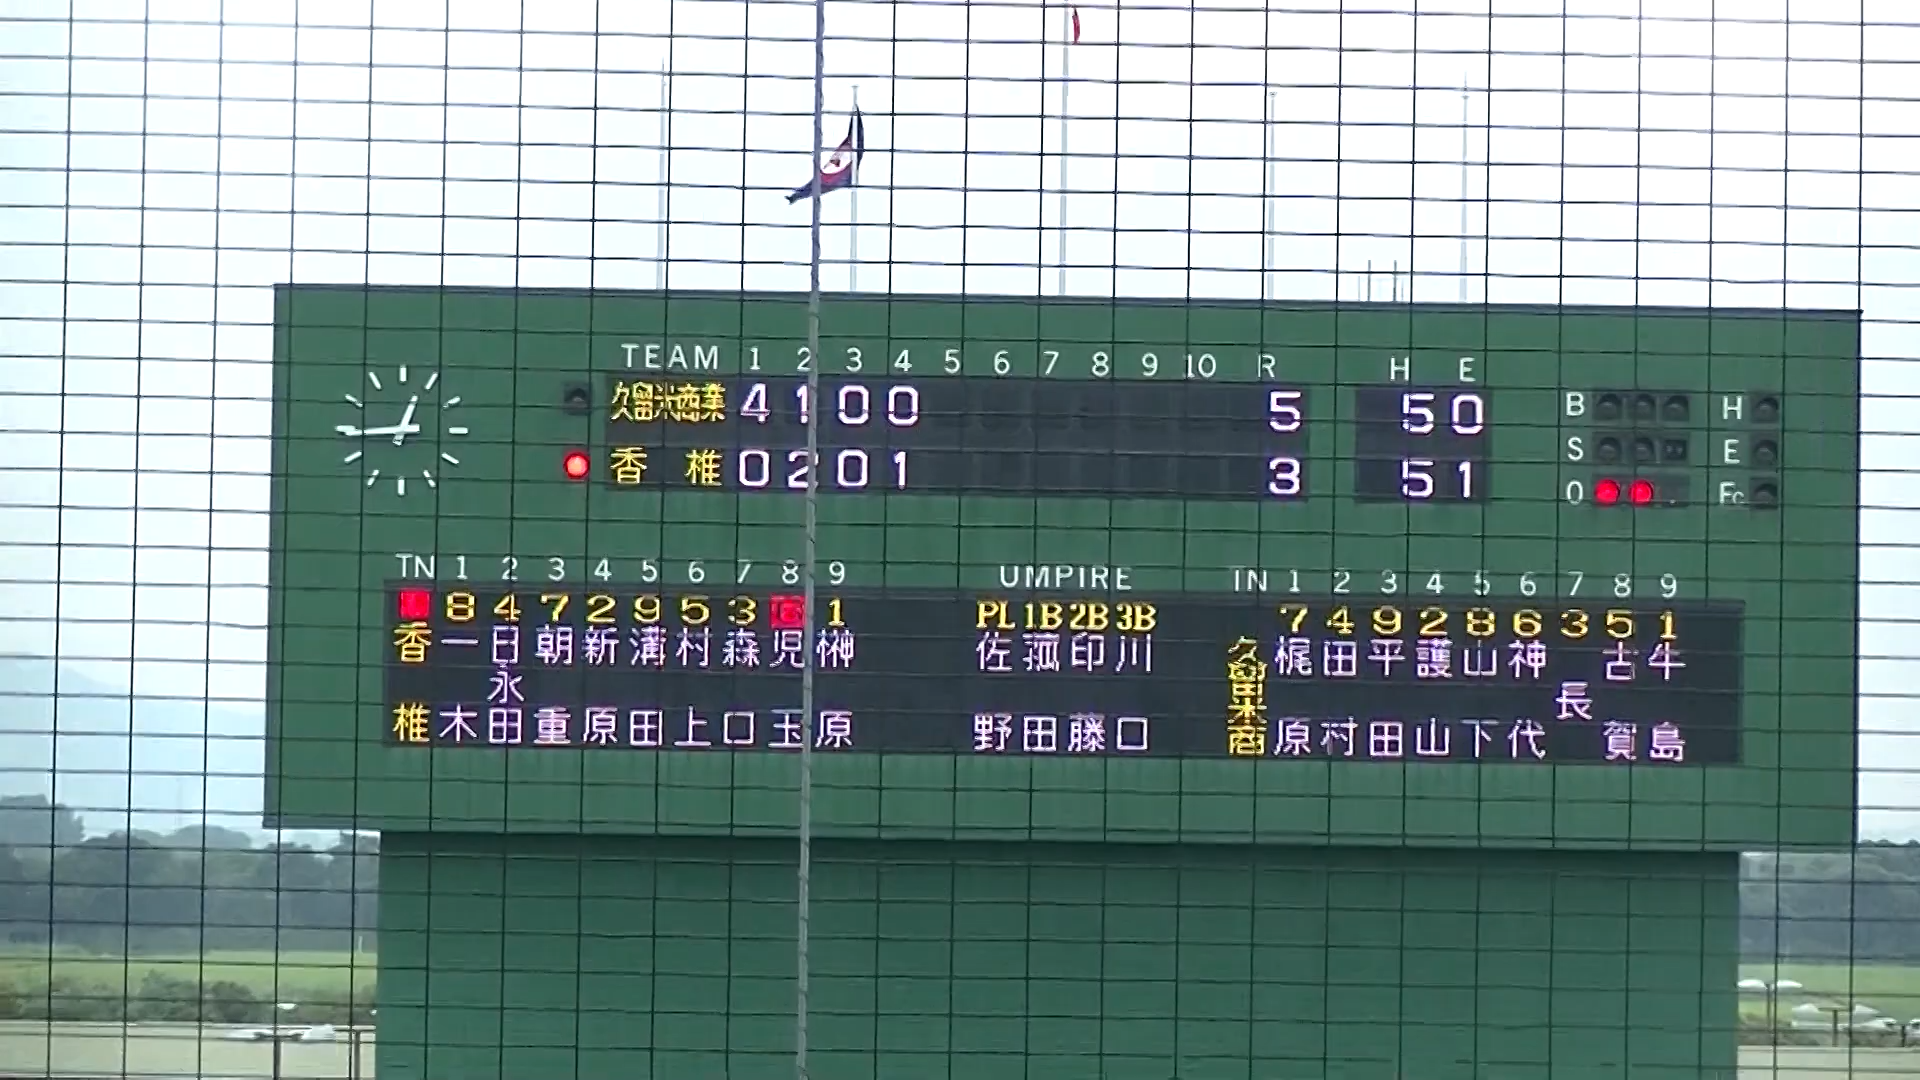 TEAM 1 2 3 4 5 6 7 8 9 10 R H E
久留米商業 4 1 0 0 5 5 0
香椎 0 2 0 1 3 5 1
B H
S E
O Fc
TN 1 2 3 4 5 6 7 8 9
8 4 7 2 9 5 3 6 1
香椎 一木 日永田 朝重 新原 溝田 村上 森口 児玉 榊原
UMPIRE
PL 1B 2B 3B
佐野 菰田 印藤 川口
TN 1 2 3 4 5 6 7 8 9
7 4 9 2 8 6 3 5 1
久留米商 梶原 田村 平田 護山 山下 神代 長 古賀 牛島